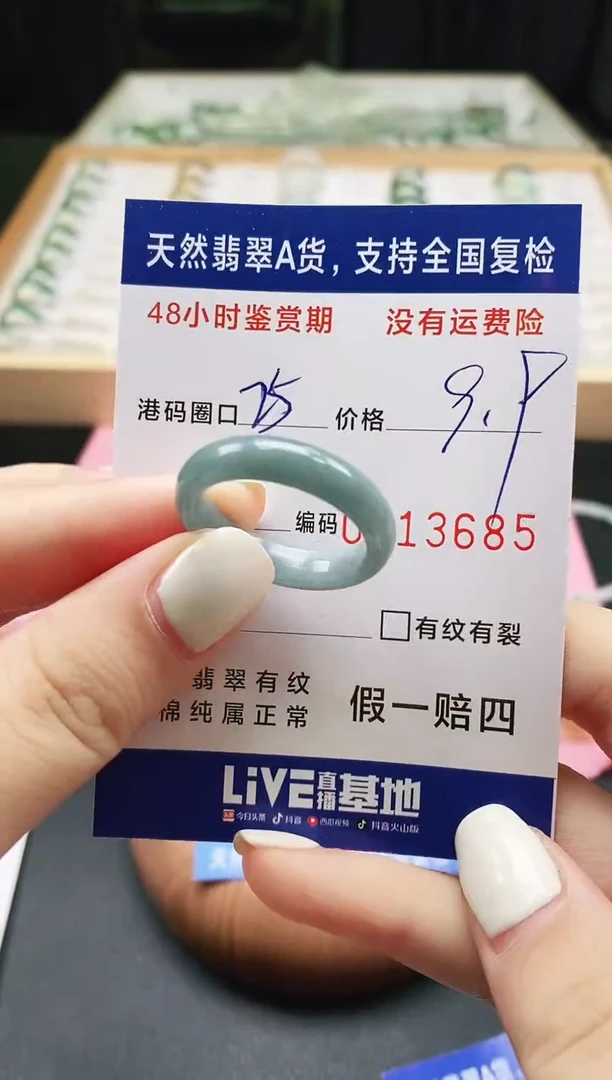 天然翡翠A货，支持全国复检
48小时鉴赏期 没有运费险
港码圈口 75 价格 9.9
编码 13685
□有纹有裂
翡翠有纹
棉纯属正常
假一赔四
LiVE直播基地
今日头条 抖音 西瓜视频 抖音火山版